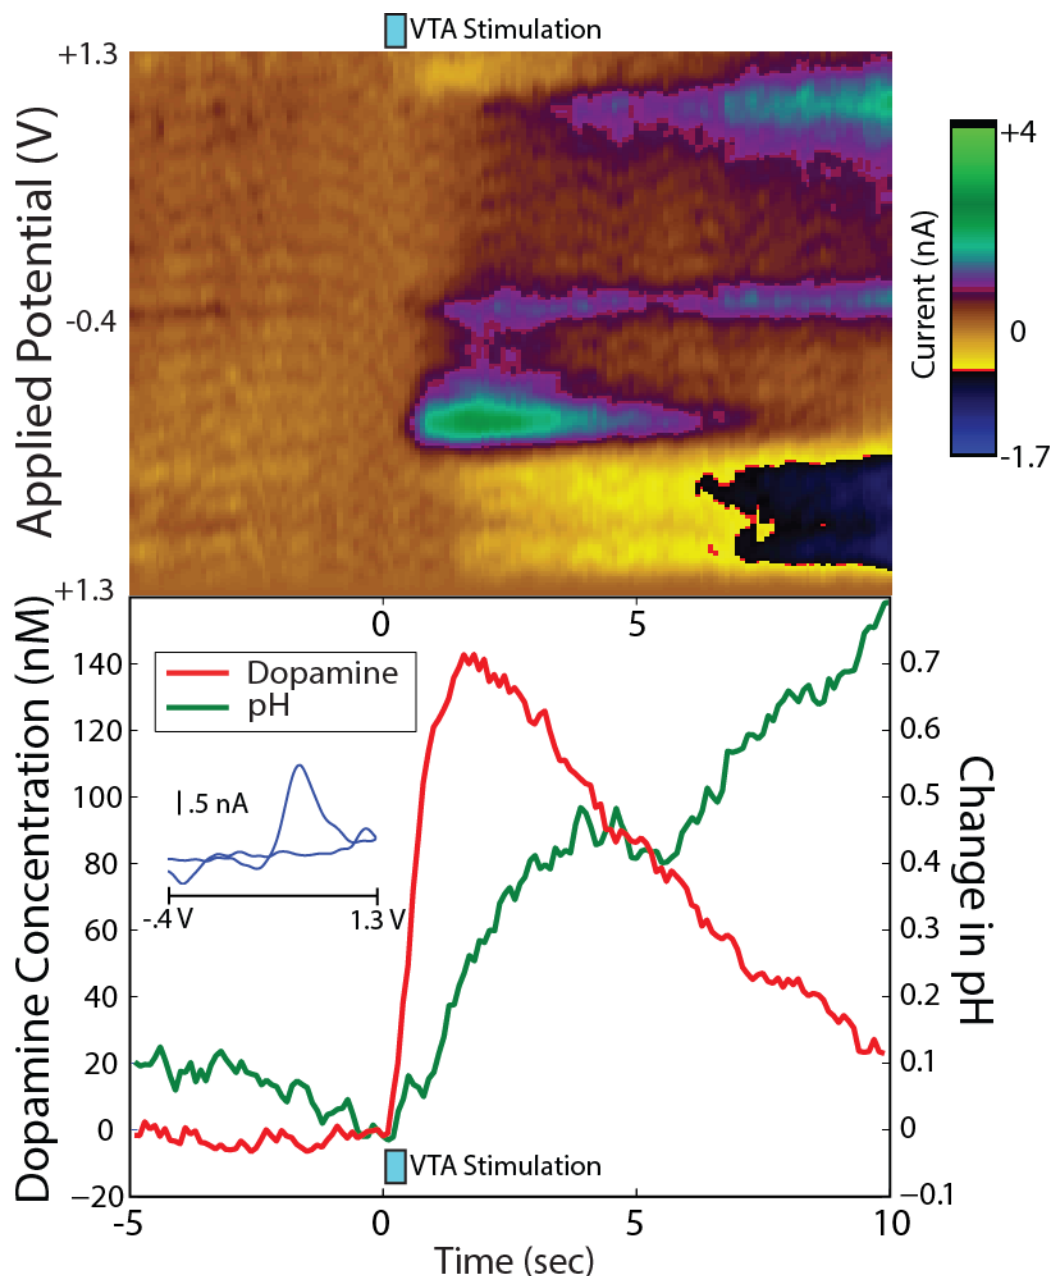 VTA Stimulation
+1.3
Applied Potential (V)
-0.4
+1.3
Current (nA)
+4
0
-1.7
0 5
Dopamine Concentration (nM)
140
120
100
80
60
40
20
0
−20
Dopamine
pH
.5 nA
-.4 V 1.3 V
0.7
0.6
0.5
0.4
0.3
0.2
0.1
0
−0.1
Change in pH
VTA Stimulation
-5 0 5 10
Time (sec)